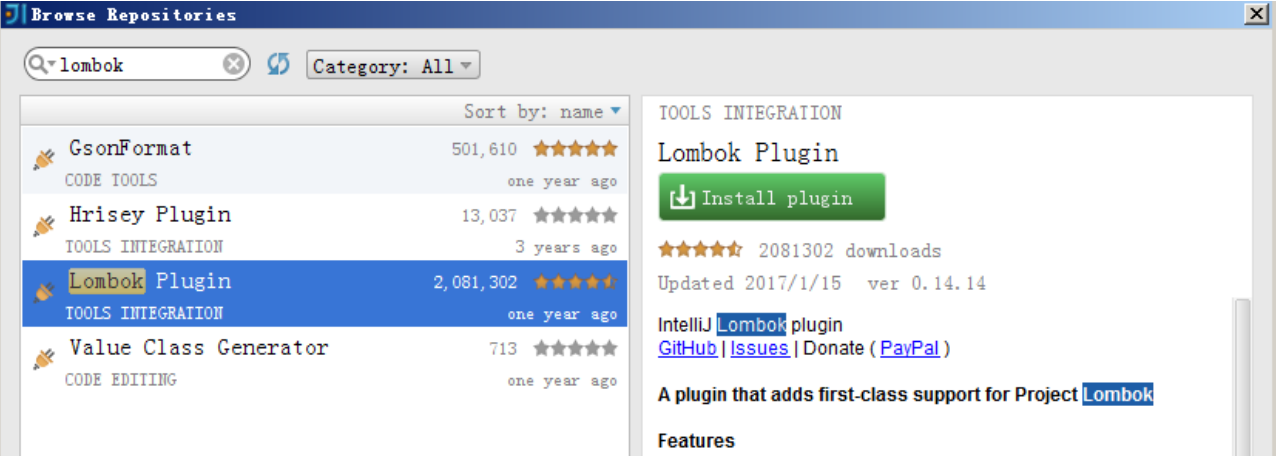 Browse Repositories
lombok
Category: All
Sort by: name
GsonFormat 501,610
CODE TOOLS one year ago
Hrisey Plugin 13,037
TOOLS INTEGRATION 3 years ago
Lombok Plugin 2,081,302
TOOLS INTEGRATION one year ago
Value Class Generator 713
CODE EDITING one year ago
TOOLS INTEGRATION
Lombok Plugin
Install plugin
2081302 downloads
Updated 2017/1/15 ver 0.14.14
IntelliJ Lombok plugin
GitHub | Issues | Donate ( PayPal )
A plugin that adds first-class support for Project Lombok
Features